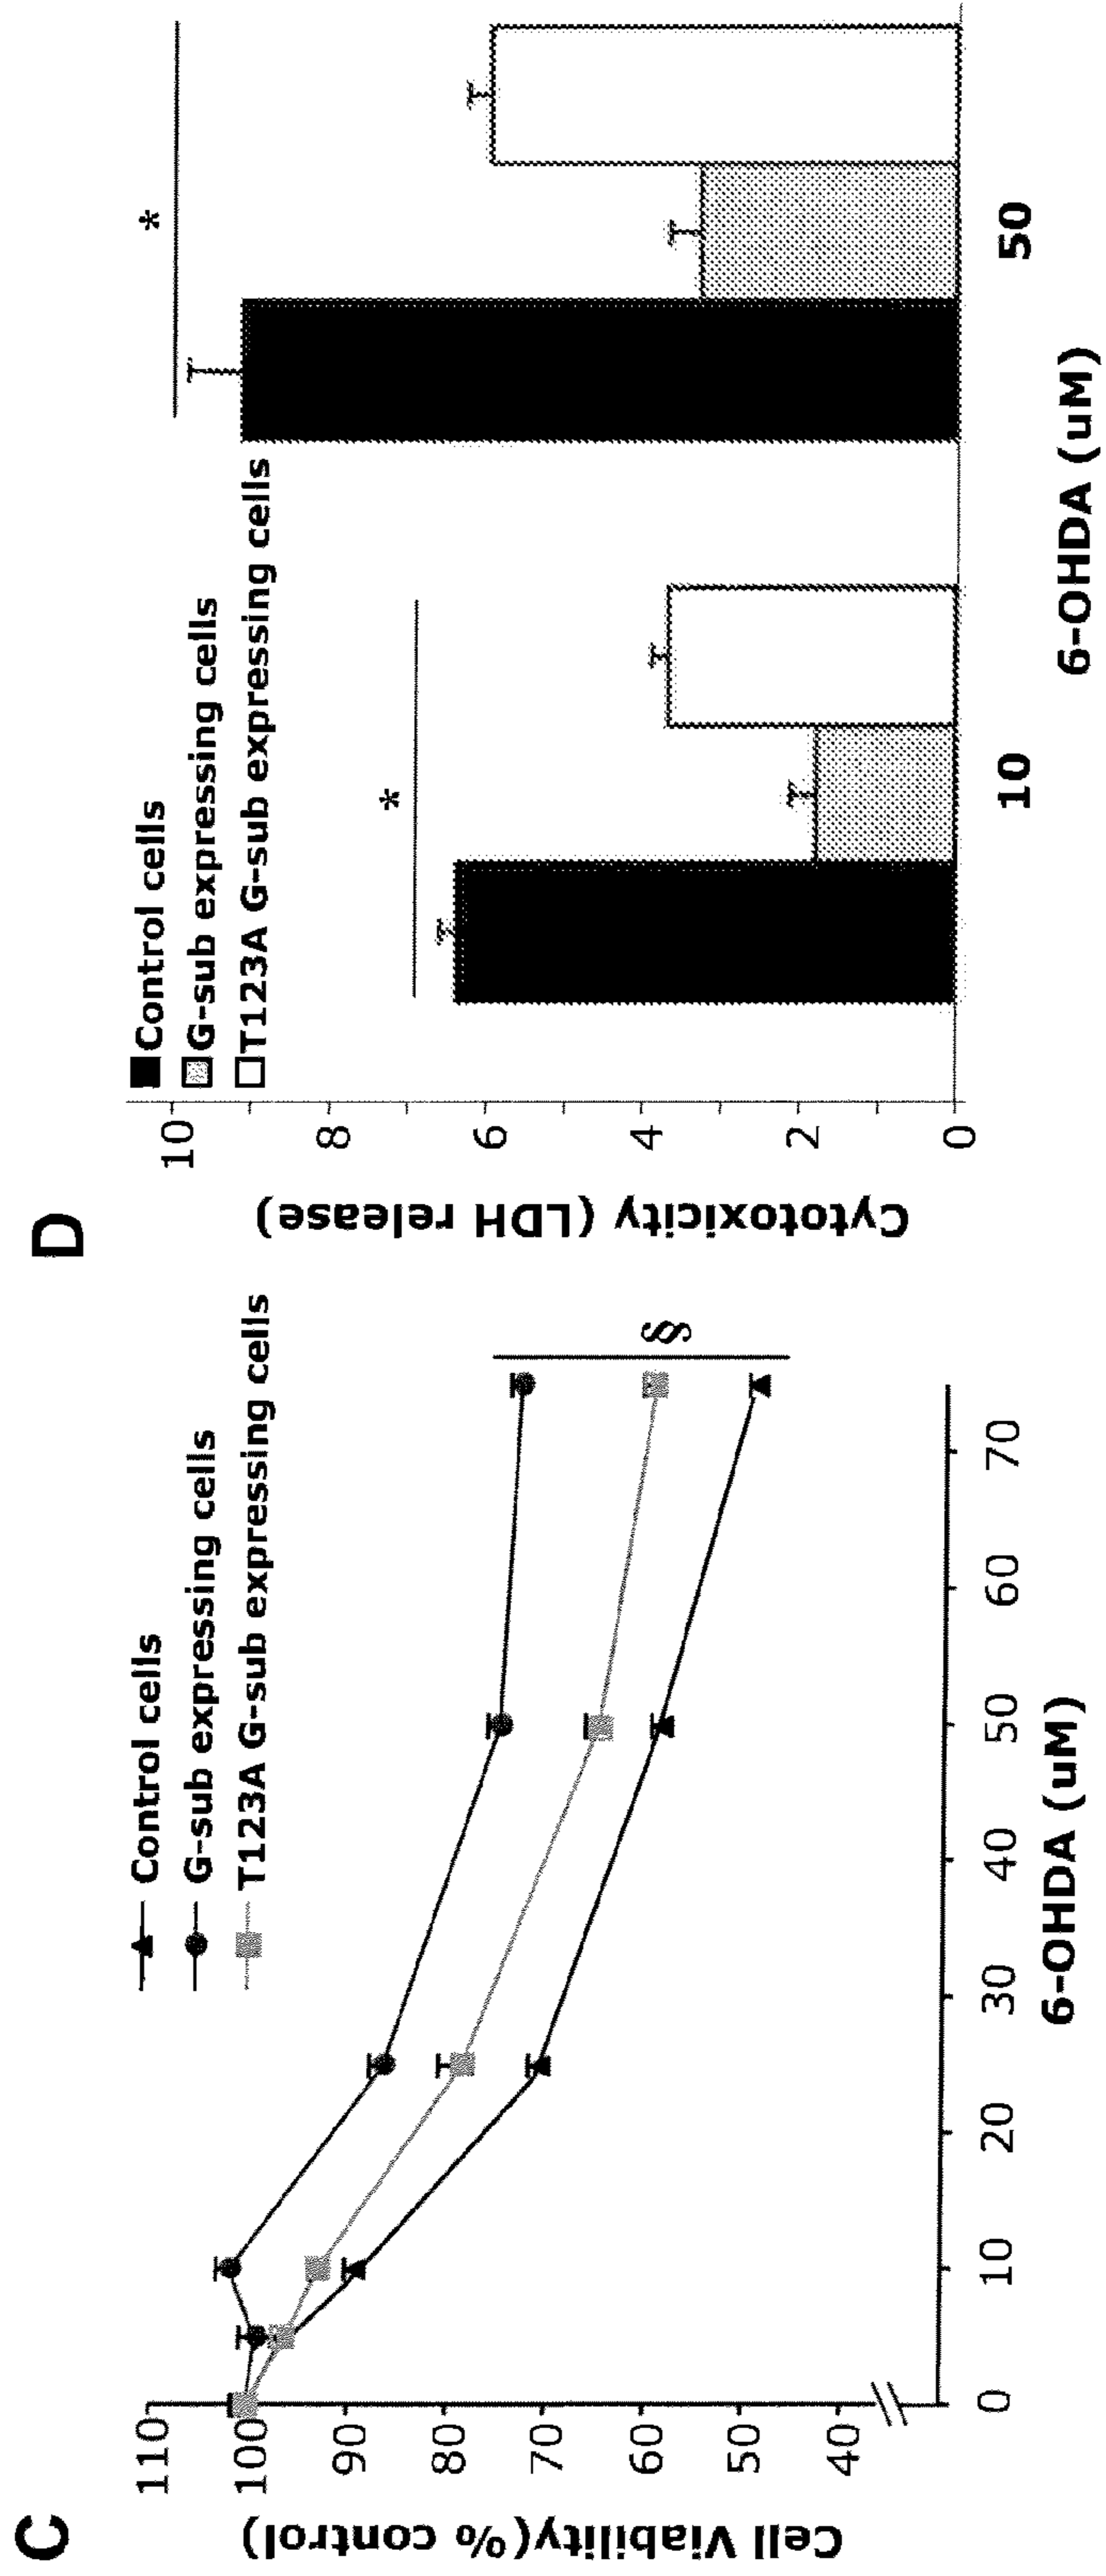 C
Control cells
G-sub expressing cells
T123A G-sub expressing cells
Cell Viability(% control)
110
100
90
80
70
60
50
40
§
0 10 20 30 40 50 60 70
6-OHDA (uM)
D
Control cells
G-sub expressing cells
T123A G-sub expressing cells
Cytotoxicity (LDH release)
10
8
6
4
2
0
*
*
10 50
6-OHDA (uM)